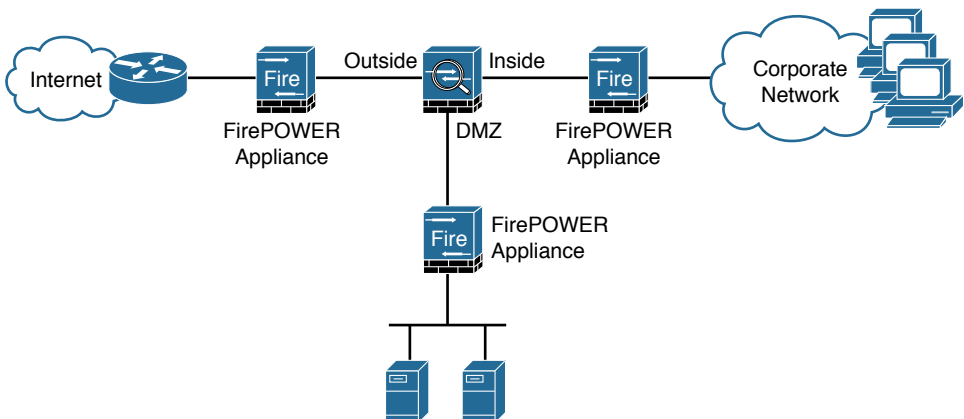 Internet
Fire
FirePOWER
Appliance
Outside
Inside
DMZ
Fire
FirePOWER
Appliance
Corporate
Network
Fire
FirePOWER
Appliance